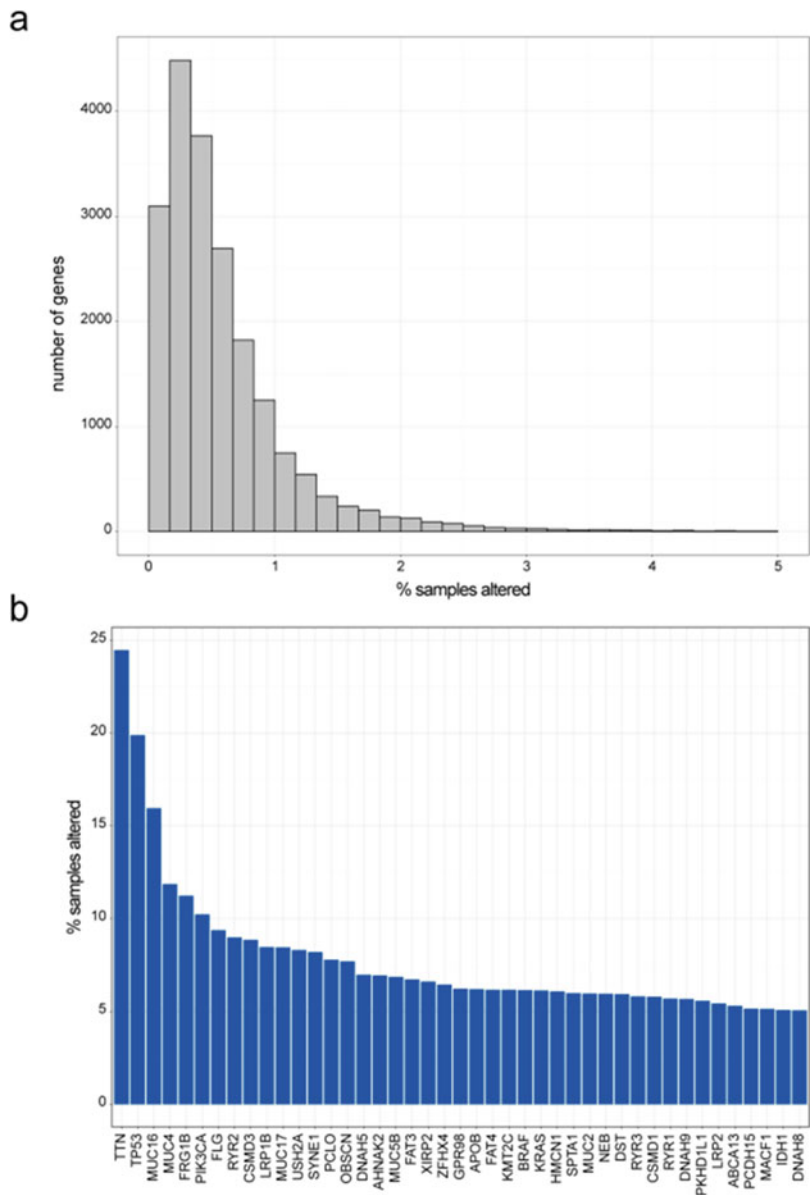 a
4000
3000
2000
1000
0
number of genes
0 1 2 3 4 5
% samples altered
b
25
20
15
10
5
0
% samples altered
TTN
TP53
MUC16
MUC4
FRG1B
PIK3CA
FLG
RYR2
CSMD3
LRP1B
MUC17
USH2A
SYNE1
PCLO
OBSCN
DNAH5
AHNAK2
MUC5B
FAT3
XIRP2
ZFHX4
GPR98
APOB
FAT4
KMT2C
BRAF
KRAS
HMCN1
SPTA1
MUC2
NEB
DST
RYR3
CSMD1
RYR1
DNAH9
PKHD1L1
LRP2
ABCA13
PCDH15
MACF1
IDH1
DNAH8